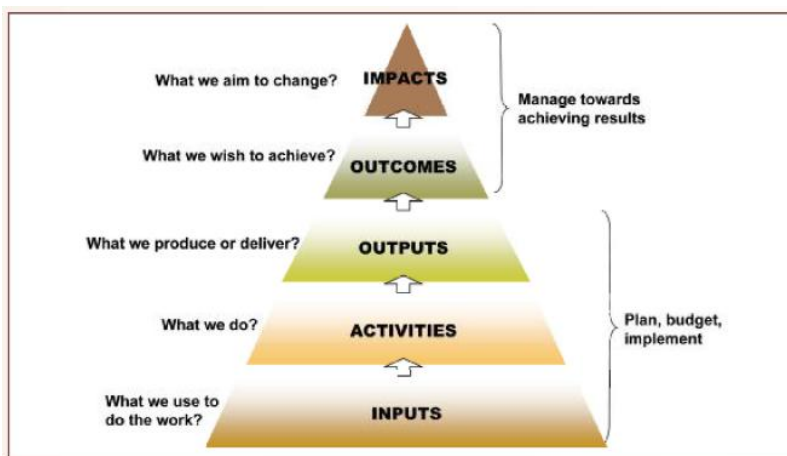 What we aim to change?
IMPACTS
Manage towards
achieving results
What we wish to achieve?
OUTCOMES
What we produce or deliver?
OUTPUTS
What we do?
ACTIVITIES
Plan, budget,
implement
What we use to
do the work?
INPUTS